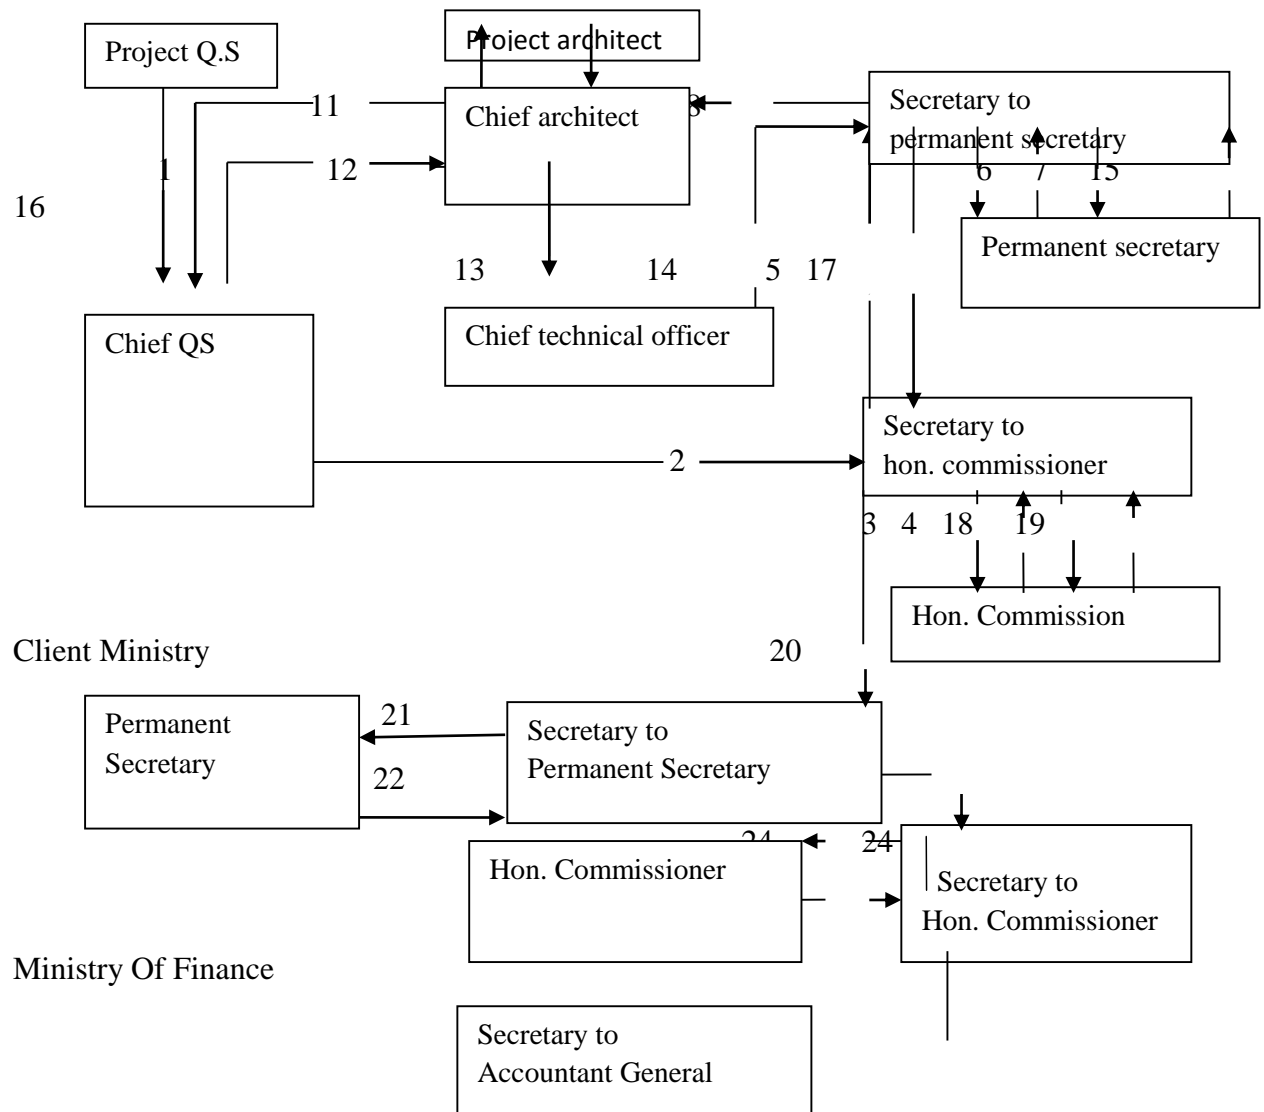 Project Q.S
Project architect
11
Chief architect
8
Secretary to
permanent secretary
1
12
6 7 15
16
Permanent secretary
13 14 5 17
Chief QS
Chief technical officer
Secretary to
hon. commissioner
2
3 4 18 19
Hon. Commission
Client Ministry
20
Permanent
Secretary
21
22
Secretary to
Permanent Secretary
24 24
Hon. Commissioner
Secretary to
Hon. Commissioner
Ministry Of Finance
Secretary to
Accountant General